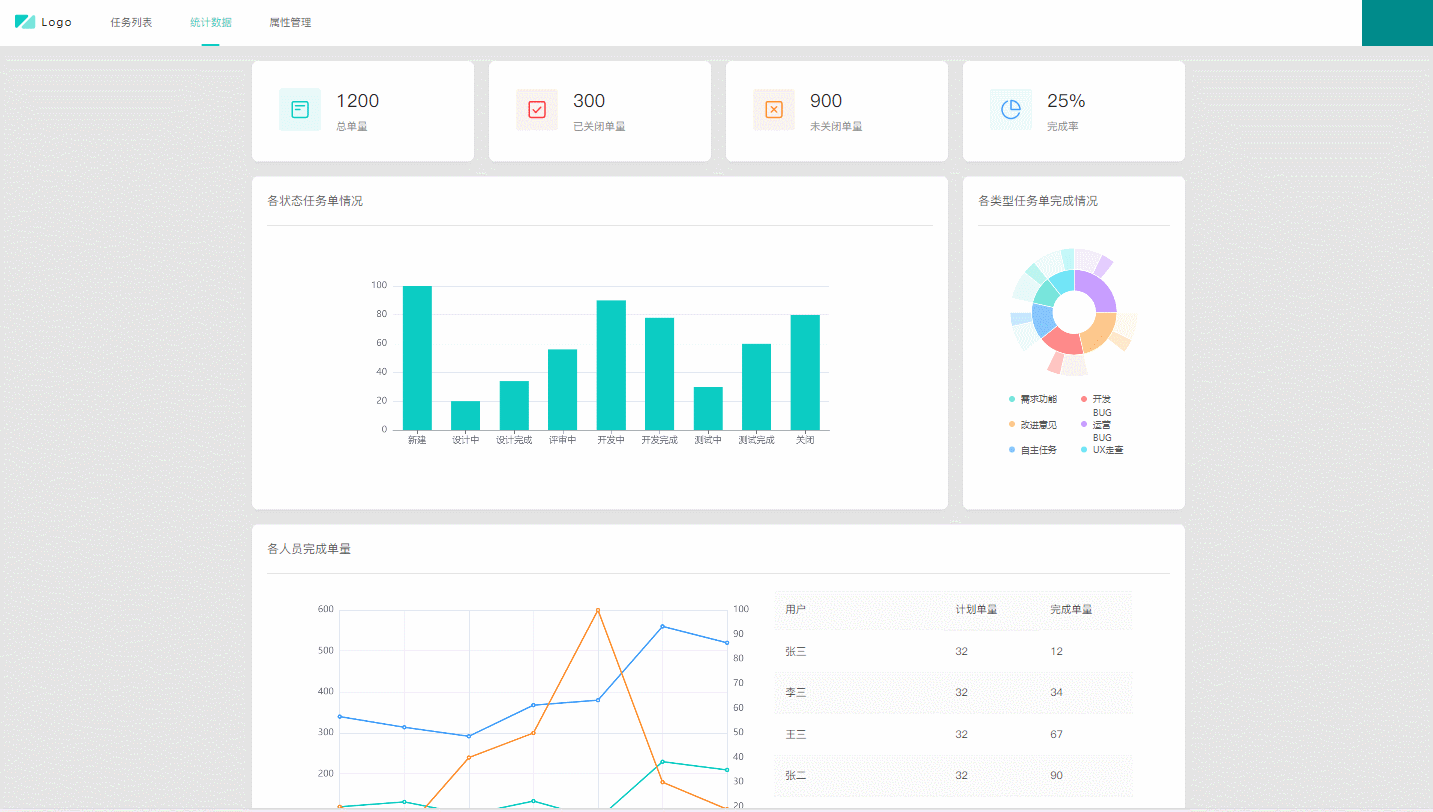 Logo 任务列表 统计数据 属性管理
1200 300 900 25%
总单量 已关闭单量 未关闭单量 完成率
各状态任务单情况 各类型任务单完成情况
100
80
60
40
20
0
新建 设计中 设计完成 评审中 开发中 开发完成 测试中 测试完成 关闭
需求功能 开发
BUG
改进意见 运营
BUG
自主任务 UX走查
各人员完成单量
600
500
400
300
200
100
90
80
70
60
50
40
30
20
用户 计划单量 完成单量
张三 32 12
李三 32 34
王三 32 67
张二 32 90